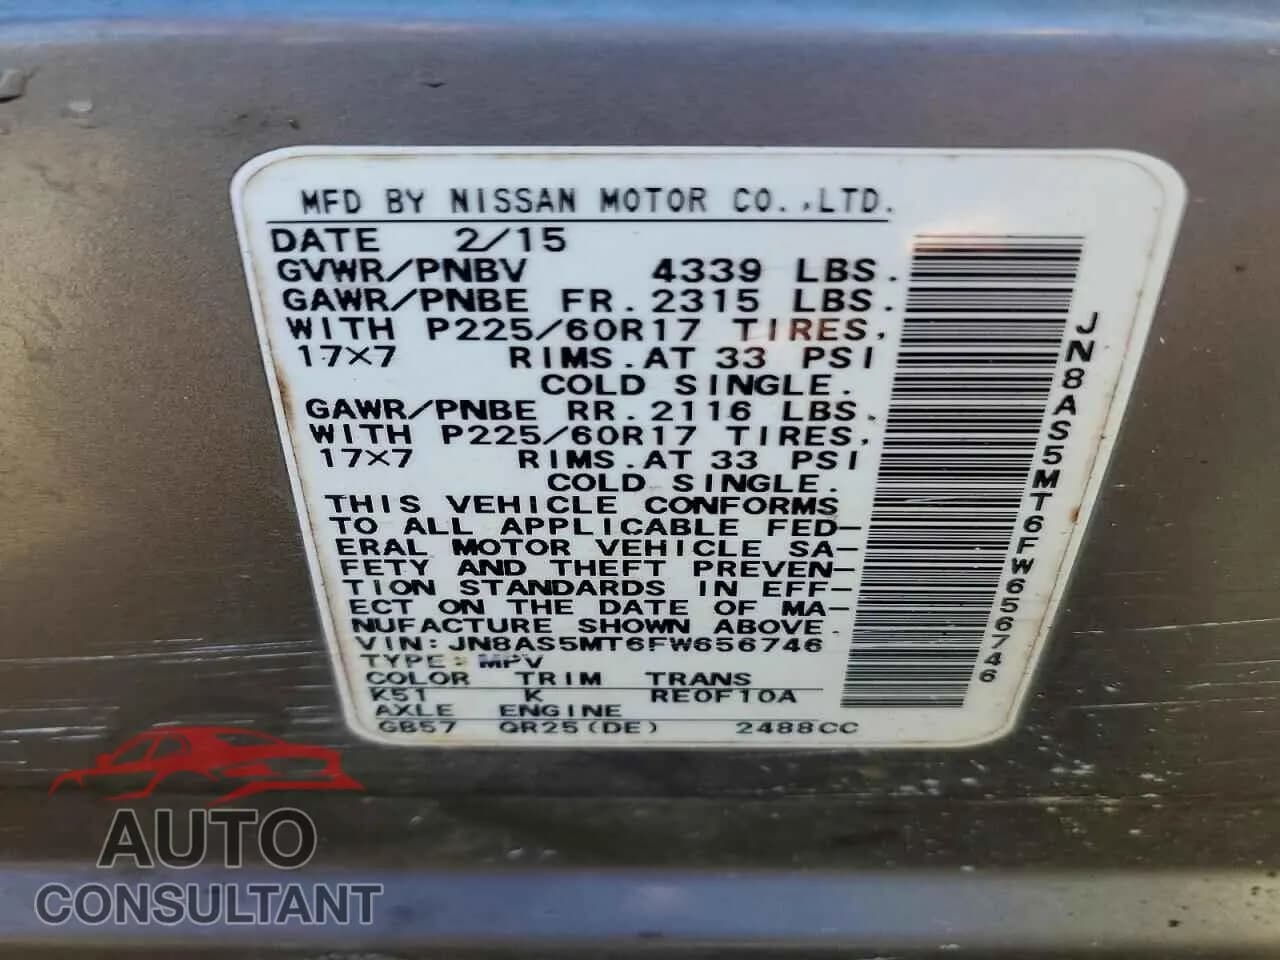 MFD BY NISSAN MOTOR CO.,LTD.
DATE 2/15
GVWR/PNBV 4339 LBS.
GAWR/PNBE FR. 2315 LBS.
WITH P225/60R17 TIRES,
17×7 RIMS. AT 33 PSI
COLD SINGLE.
GAWR/PNBE RR. 2116 LBS.
WITH P225/60R17 TIRES,
17×7 RIMS. AT 33 PSI
COLD SINGLE.
THIS VEHICLE CONFORMS
TO ALL APPLICABLE FED-
ERAL MOTOR VEHICLE SA-
FETY AND THEFT PREVEN-
TION STANDARDS IN EFF-
ECT ON THE DATE OF MA-
NUFACTURE SHOWN ABOVE.
VIN: JN8AS5MT6FW656746
TYPE: MPV
COLOR TRIM TRANS
K51 K RE0F10A
AXLE ENGINE
GB57 QR25(DE) 2488CC
JN8AS5MT6FW656746
AUTO
CONSULTANT